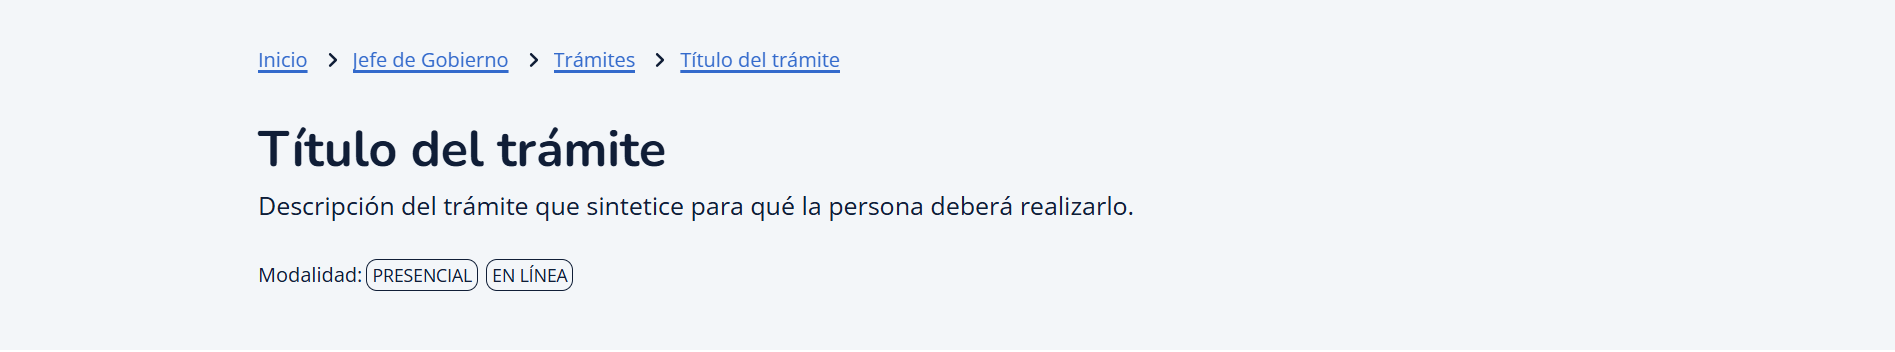 Inicio > Jefe de Gobierno > Trámites > Título del trámite
Título del trámite
Descripción del trámite que sintetice para qué la persona deberá realizarlo.
Modalidad: PRESENCIAL EN LÍNEA